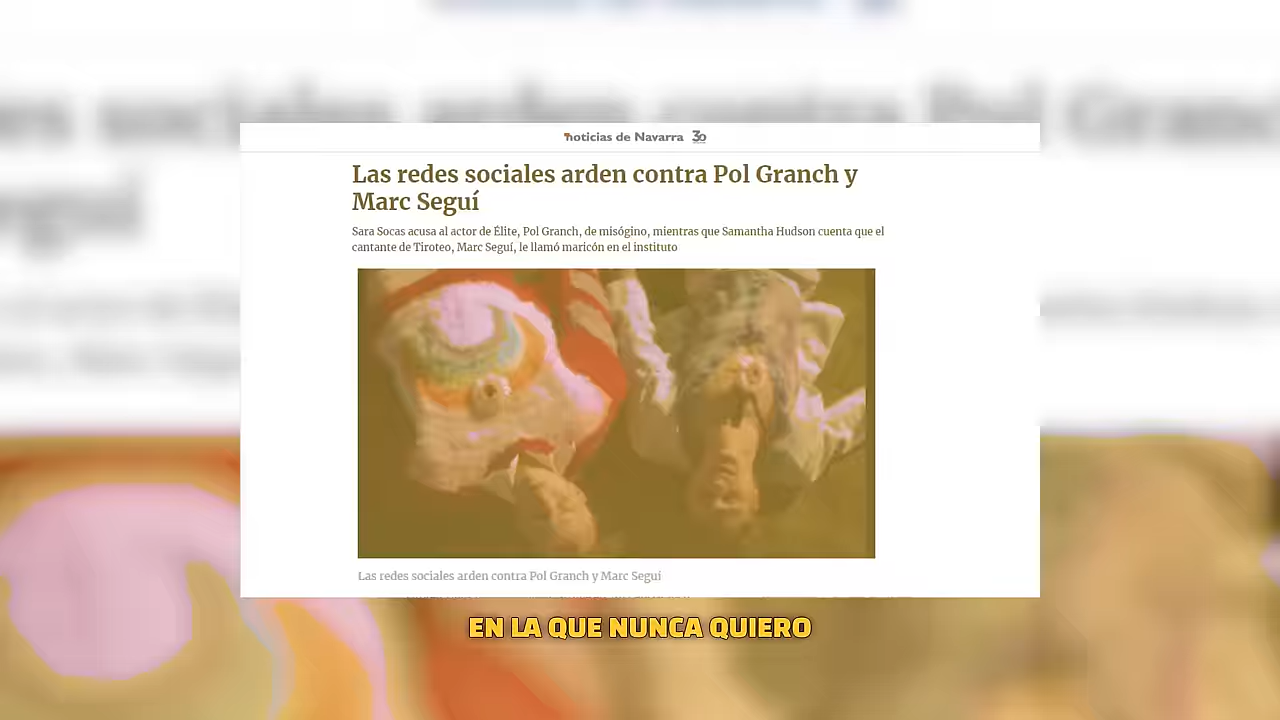 noticias de Navarra 30
Las redes sociales arden contra Pol Granch y
Marc Seguí
Sara Socas acusa al actor de Élite, Pol Granch, de misógino, mientras que Samantha Hudson cuenta que el
cantante de Tiroteo, Marc Seguí, le llamó maricón en el instituto
Las redes sociales arden contra Pol Granch y Marc Seguí
EN LA QUE NUNCA QUIERO